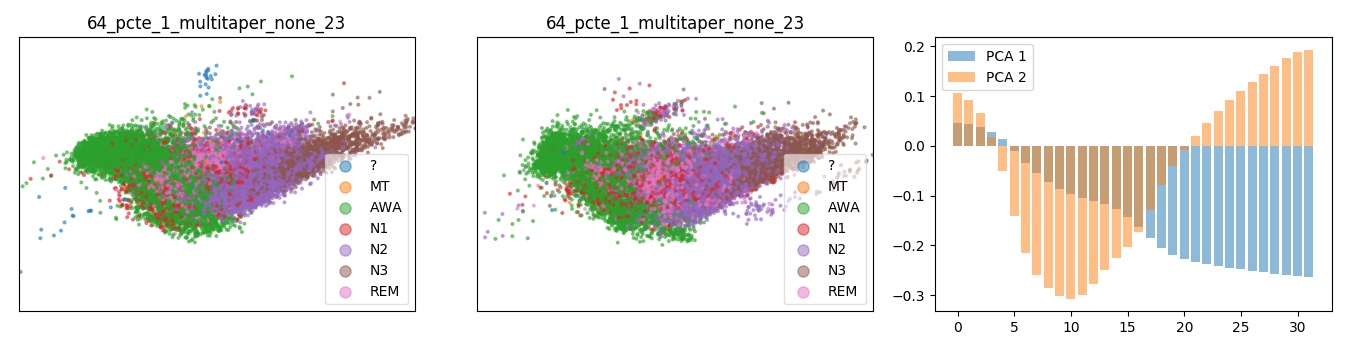 64_pcte_1_multitaper_none_23
?
MT
AWA
N1
N2
N3
REM
64_pcte_1_multitaper_none_23
?
MT
AWA
N1
N2
N3
REM
PCA 1
PCA 2
0.2
0.1
0.0
−0.1
−0.2
−0.3
0 5 10 15 20 25 30